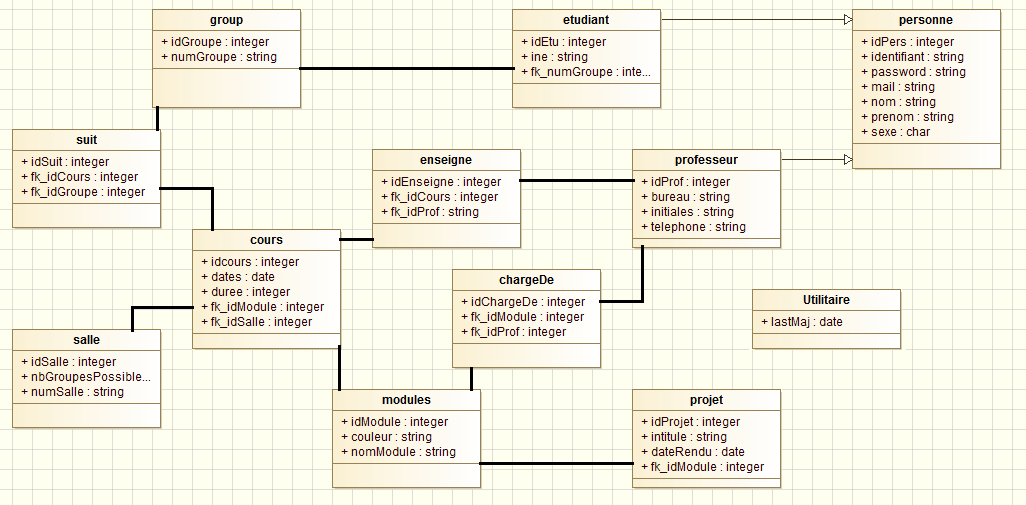 group
+ idGroupe : integer
+ numGroupe : string
etudiant
+ idEtu : integer
+ ine : string
+ fk_numGroupe : inte...
personne
+ idPers : integer
+ identifiant : string
+ password : string
+ mail : string
+ nom : string
+ prenom : string
+ sexe : char
suit
+ idSuit : integer
+ fk_idCours : integer
+ fk_idGroupe : integer
enseigne
+ idEnseigne : integer
+ fk_idCours : integer
+ fk_idProf : string
professeur
+ idProf : integer
+ bureau : string
+ initiales : string
+ telephone : string
cours
+ idcours : integer
+ dates : date
+ duree : integer
+ fk_idModule : integer
+ fk_idSalle : integer
chargeDe
+ idChargeDe : integer
+ fk_idModule : integer
+ fk_idProf : integer
Utilitaire
+ lastMaj : date
salle
+ idSalle : integer
+ nbGroupesPossible...
+ numSalle : string
modules
+ idModule : integer
+ couleur : string
+ nomModule : string
projet
+ idProjet : integer
+ intitule : string
+ dateRendu : date
+ fk_idModule : integer